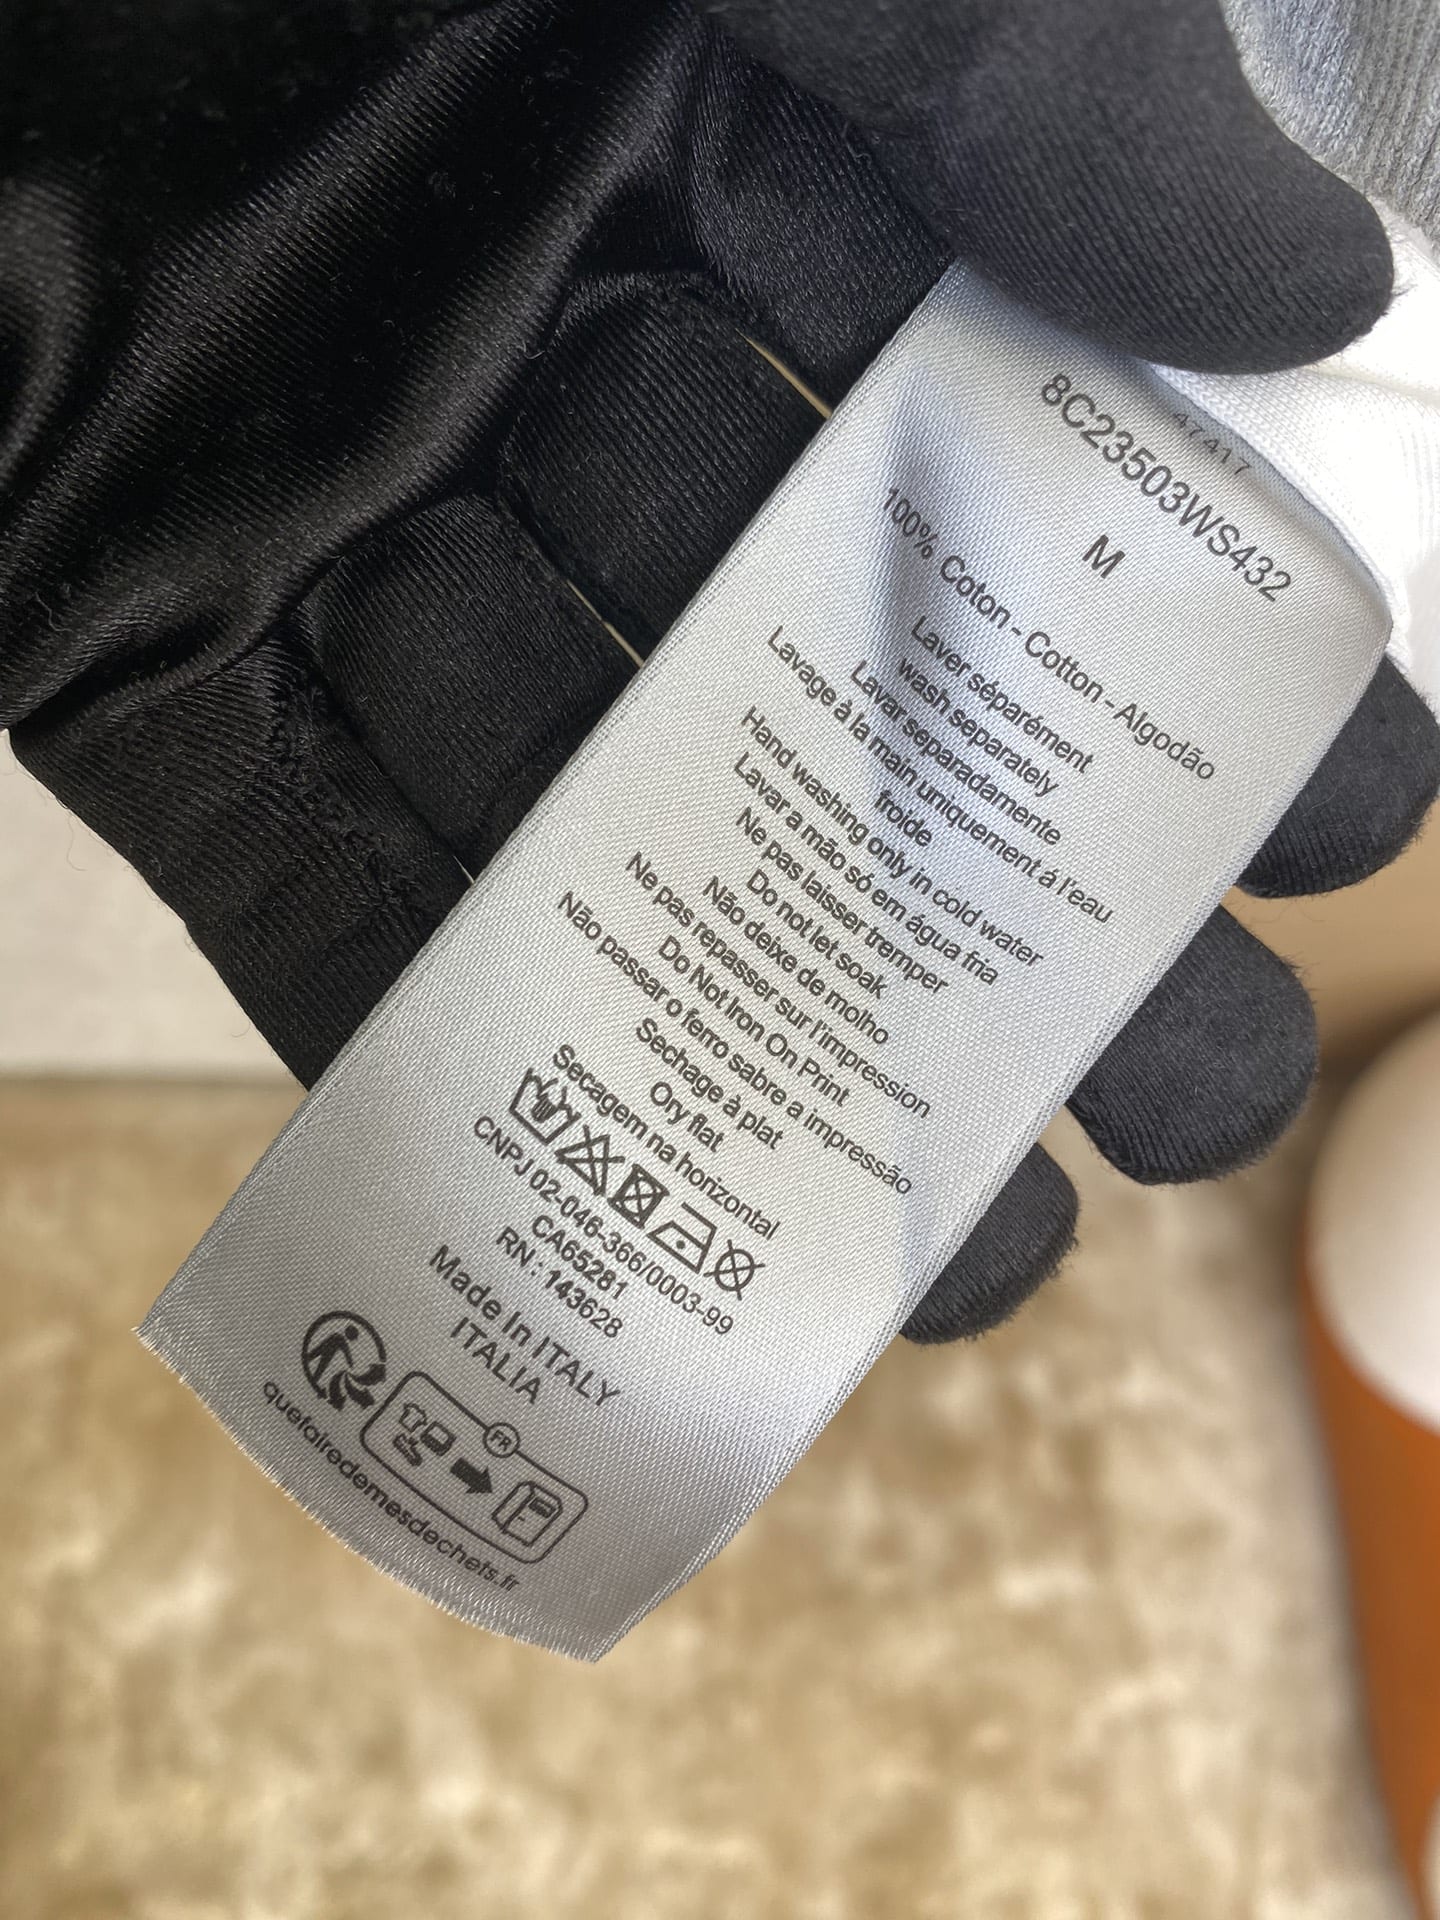 47417
8C23503WS432
M
100% Coton - Cotton - Algodão
Laver séparément
wash separately
Lavar separadamente
Lavage à la main uniquement á l'eau
froide
Hand washing only in cold water
Lavar a mão só em água fria
Ne pas laisser tremper
Do not let soak
Não deixe de molho
Ne pas repasser sur l'impression
Do Not Iron On Print
Não passar o ferro sabre a impressão
Sechage à plat
Ory flat
Secagem na horizontal
CNPJ 02-046-366/0003-99
CA65281
RN : 143628
Made In ITALY
ITALIA
FR
quefairedemesdechets.fr